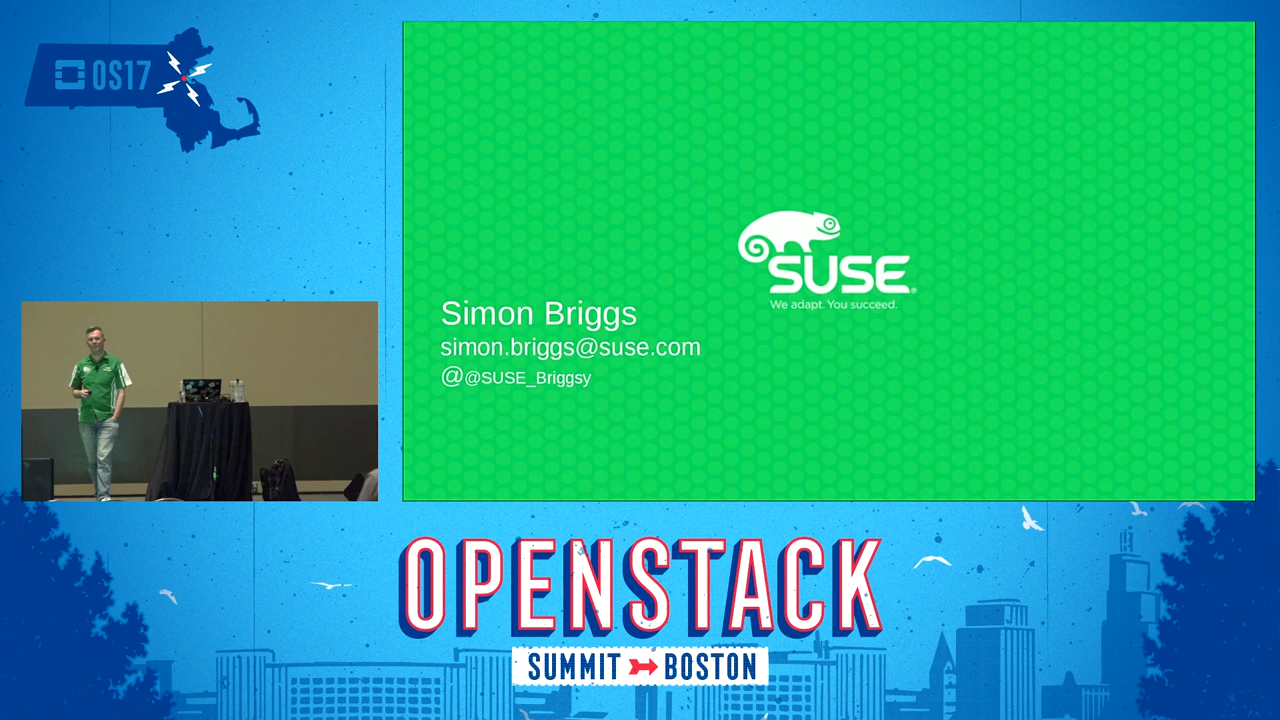 OS17
SUSE®
We adapt. You succeed.
Simon Briggs
simon.briggs@suse.com
@@SUSE_Briggsy
OPENSTACK
SUMMIT BOSTON